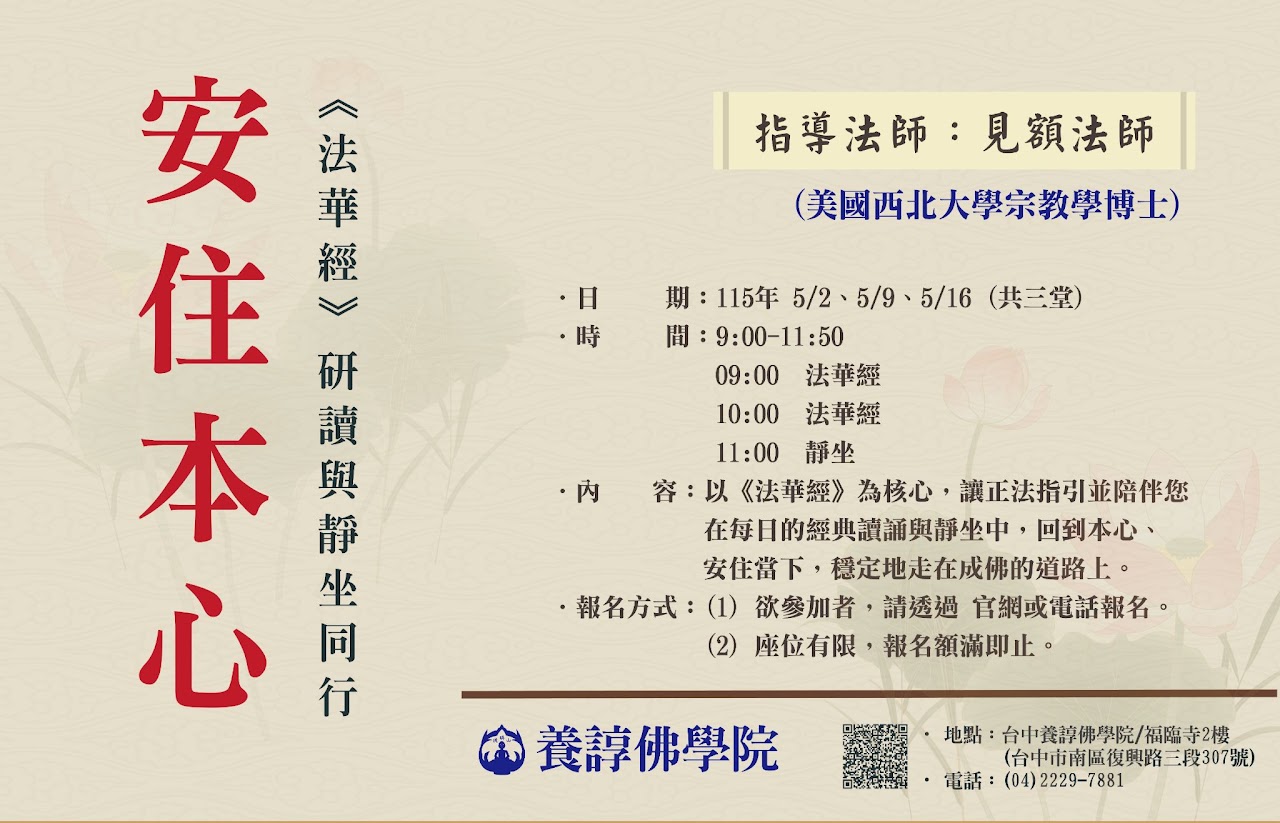 安住本心
《法華經》研讀與靜坐同行
指導法師：見額法師
(美國西北大學宗教學博士)
·日　　期：115年 5/2、5/9、5/16 (共三堂)
·時　　間：9:00-11:50
09:00　法華經
10:00　法華經
11:00　靜坐
·內　　容：以《法華經》為核心，讓正法指引並陪伴您
在每日的經典讀誦與靜坐中，回到本心、
安住當下，穩定地走在成佛的道路上。
·報名方式：(1) 欲參加者，請透過 官網或電話報名。
(2) 座位有限，報名額滿即止。
養諄佛學院
· 地點：台中養諄佛學院/福臨寺2樓
(台中市南區復興路三段307號)
· 電話：(04)2229-7881